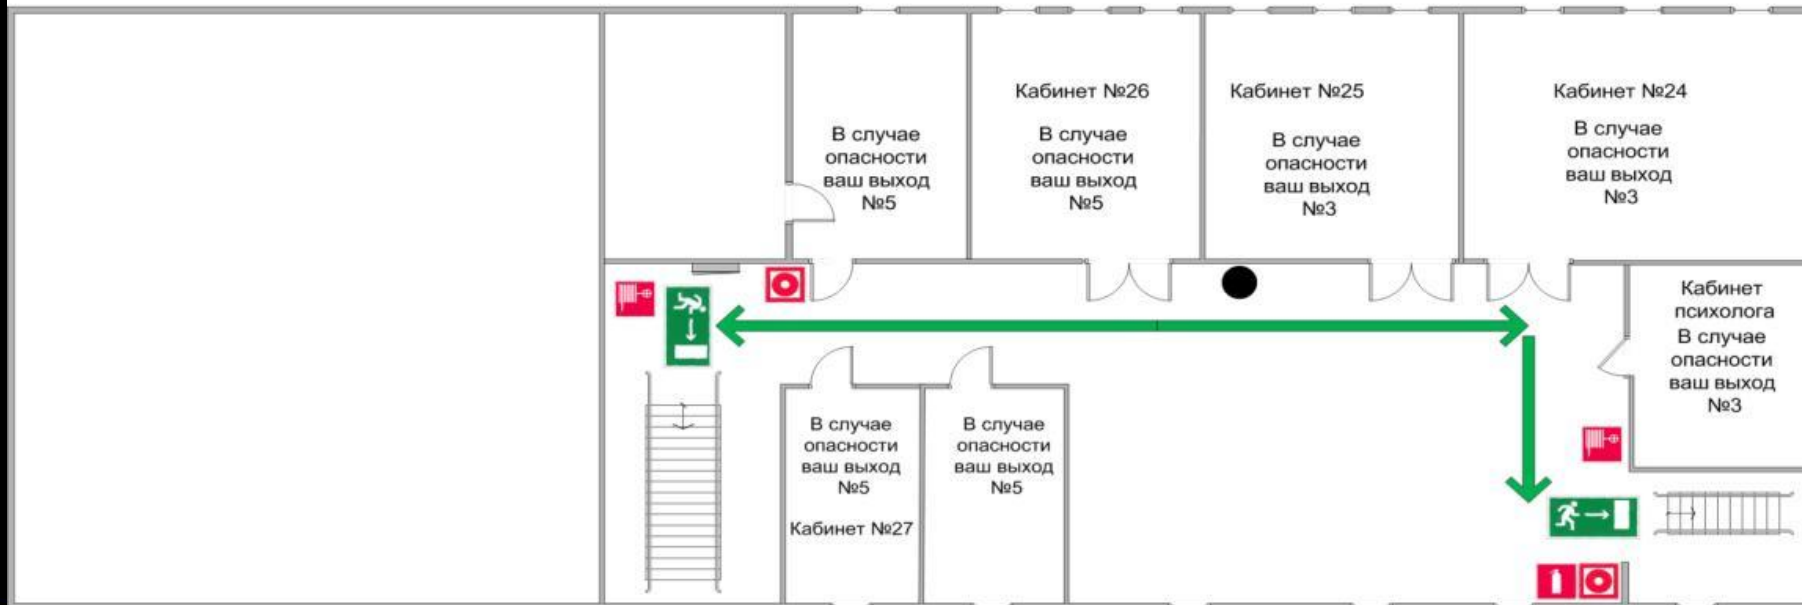 В случае
опасности
ваш выход
№5
Кабинет №26
В случае
опасности
ваш выход
№5
Кабинет №25
В случае
опасности
ваш выход
№3
Кабинет №24
В случае
опасности
ваш выход
№3
Кабинет
психолога
В случае
опасности
ваш выход
№3
В случае
опасности
ваш выход
№5
Кабинет №27
В случае
опасности
ваш выход
№5